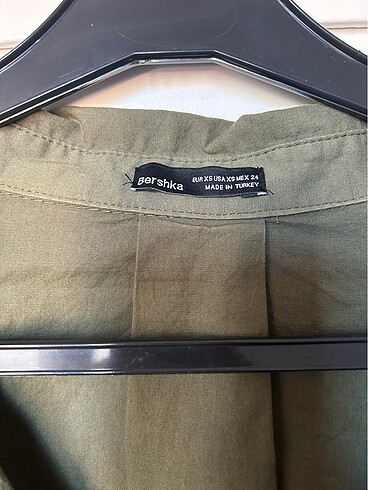 Bershka
EUR XS USA XS MEX 24
MADE IN TURKEY